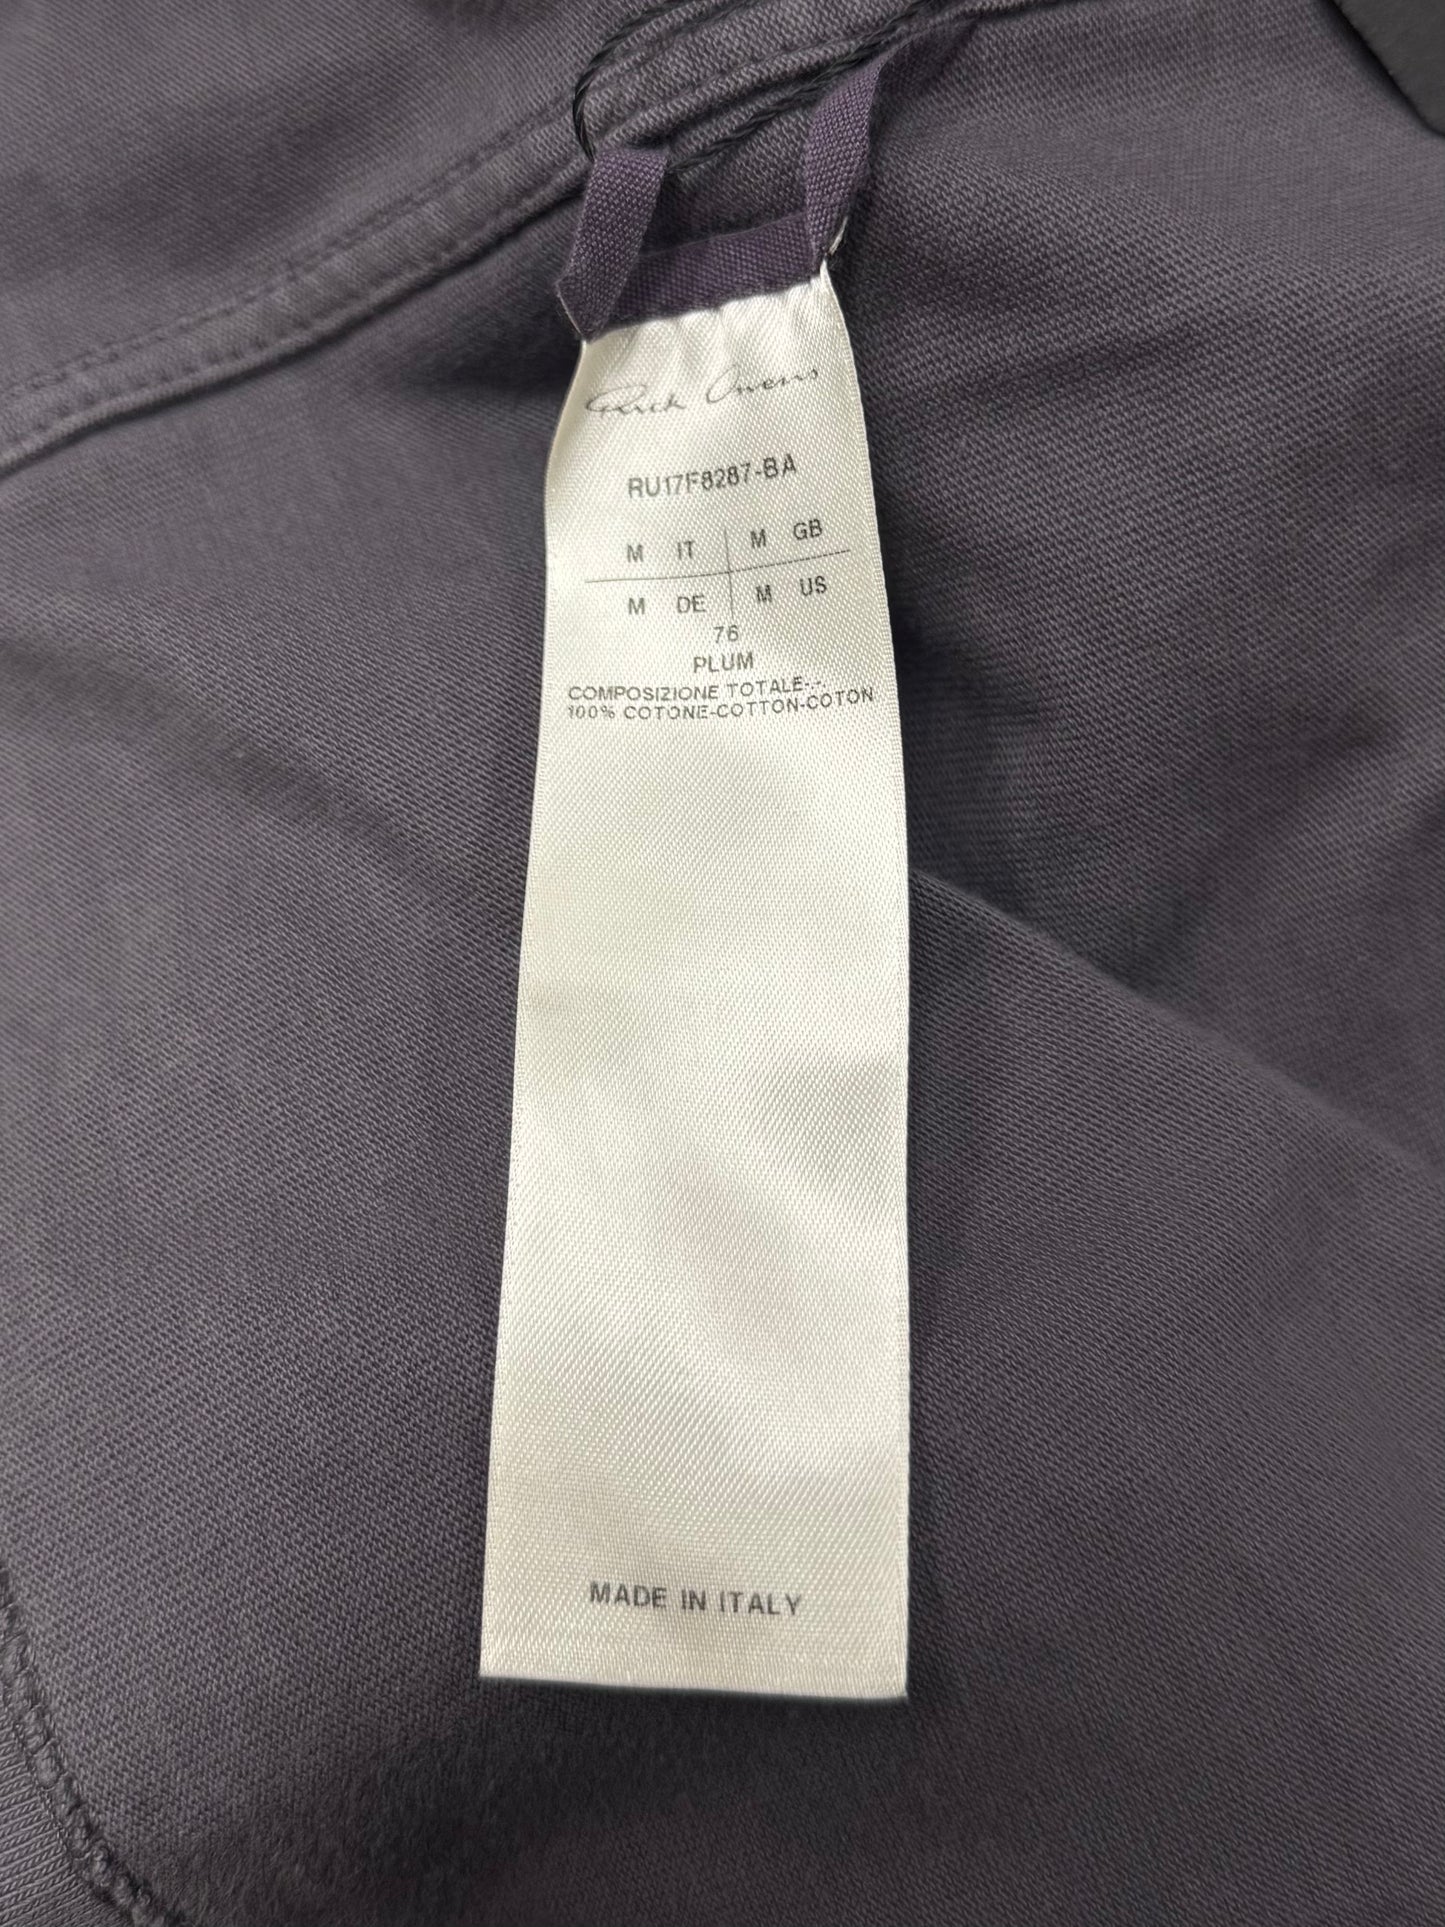 Rick Owens
RU17F8287-BA
M IT M GB
M DE M US
76
PLUM
COMPOSIZIONE TOTALE--.
100% COTONE-COTTON-COTON
MADE IN ITALY